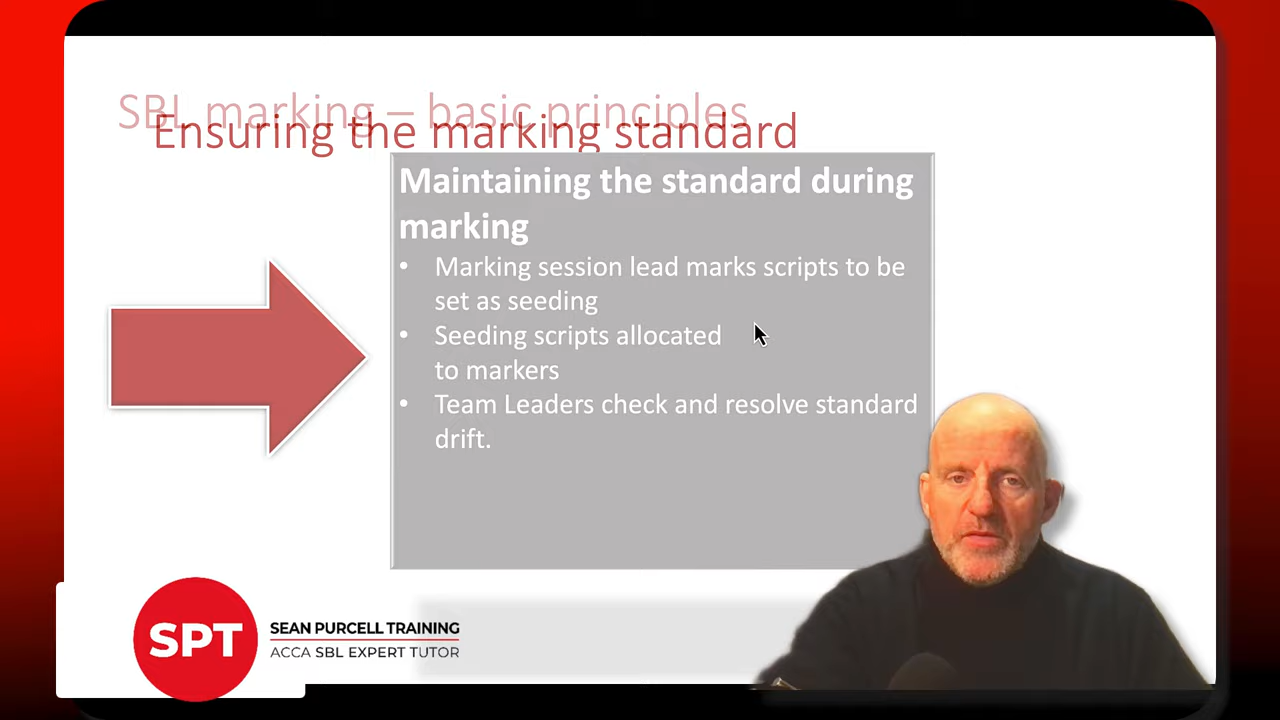 SBL marking – basic principles
Ensuring the marking standard
Maintaining the standard during
marking
• Marking session lead marks scripts to be
set as seeding
• Seeding scripts allocated
to markers
• Team Leaders check and resolve standard
drift.
SPT
SEAN PURCELL TRAINING
ACCA SBL EXPERT TUTOR